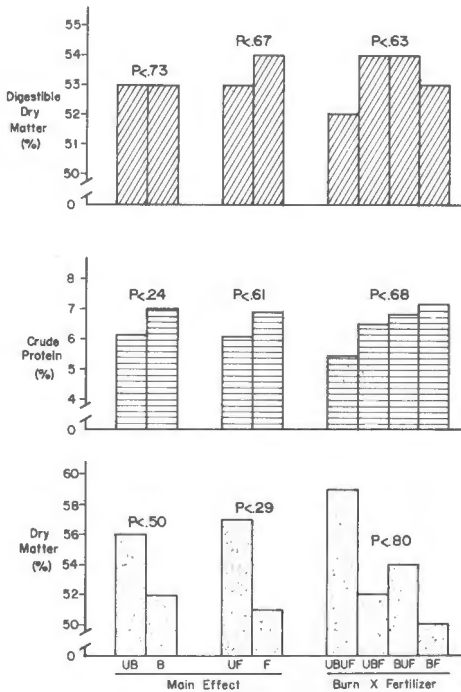 55
54
53
52
51
50
0
Digestible
Dry
Matter
(%)
P<.73
P<.67
P<.63
8
7
6
5
4
0
Crude
Protein
(%)
P<.24
P<.61
P<.68
60
58
56
54
52
50
0
Dry
Matter
(%)
P<.50
P<.29
P<.80
UB B UF F UBUF UBF BUF BF
Main Effect Burn X Fertilizer